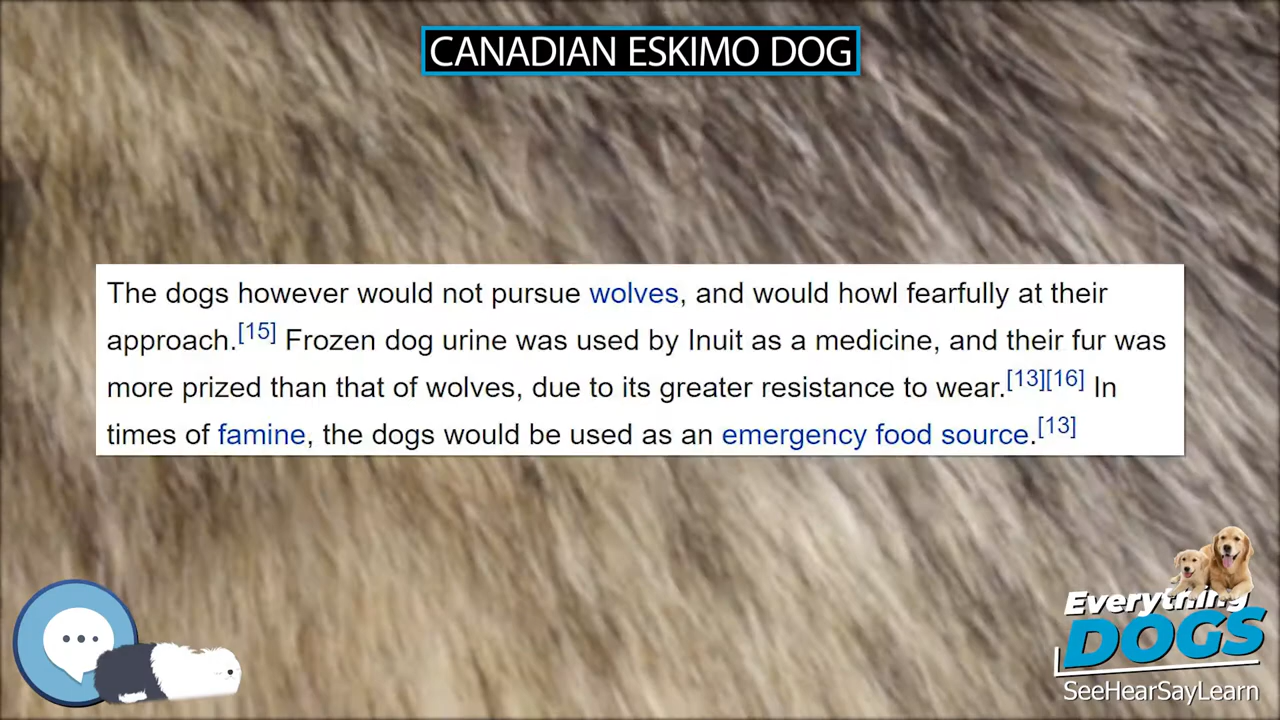 CANADIAN ESKIMO DOG
The dogs however would not pursue wolves, and would howl fearfully at their
approach.[15] Frozen dog urine was used by Inuit as a medicine, and their fur was
more prized than that of wolves, due to its greater resistance to wear.[13][16] In
times of famine, the dogs would be used as an emergency food source.[13]
Everything
DOGS
SeeHearSayLearn